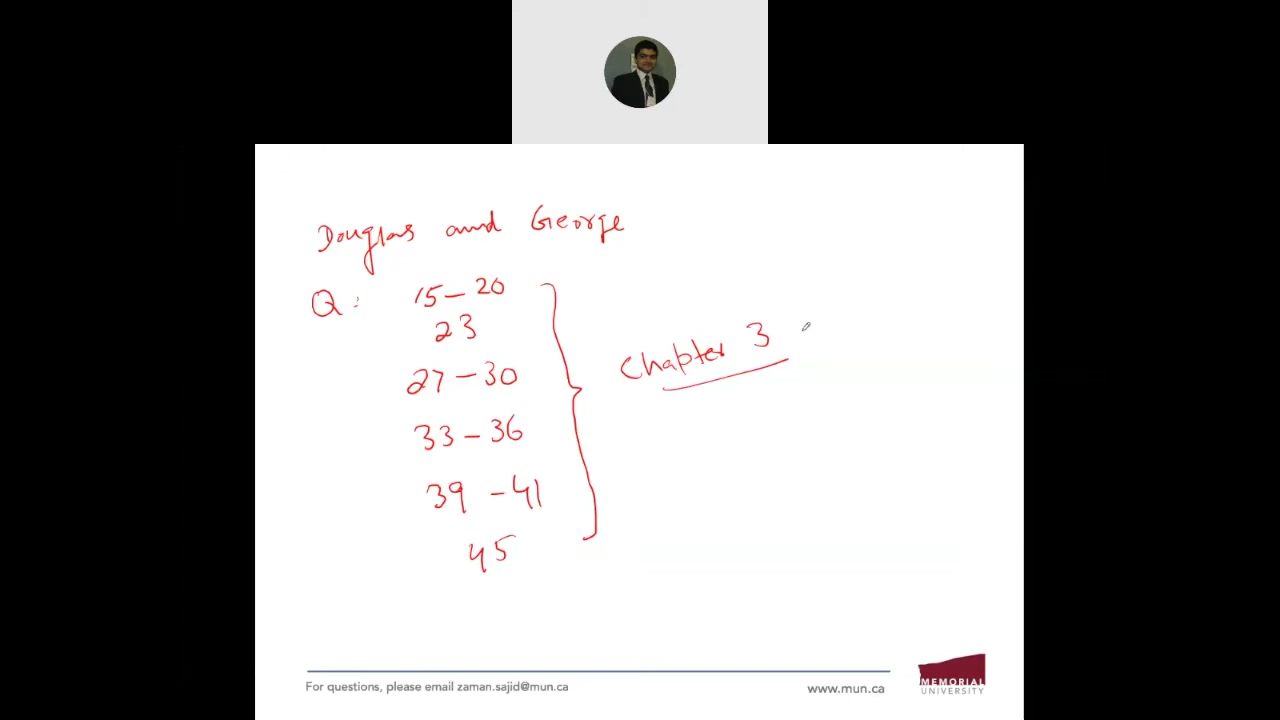 Douglas and George
Q: 15-20
23
27-30
33-36
39-41
45
Chapter 3
For questions, please email zaman.sajid@mun.ca
www.mun.ca
MEMORIAL
UNIVERSITY